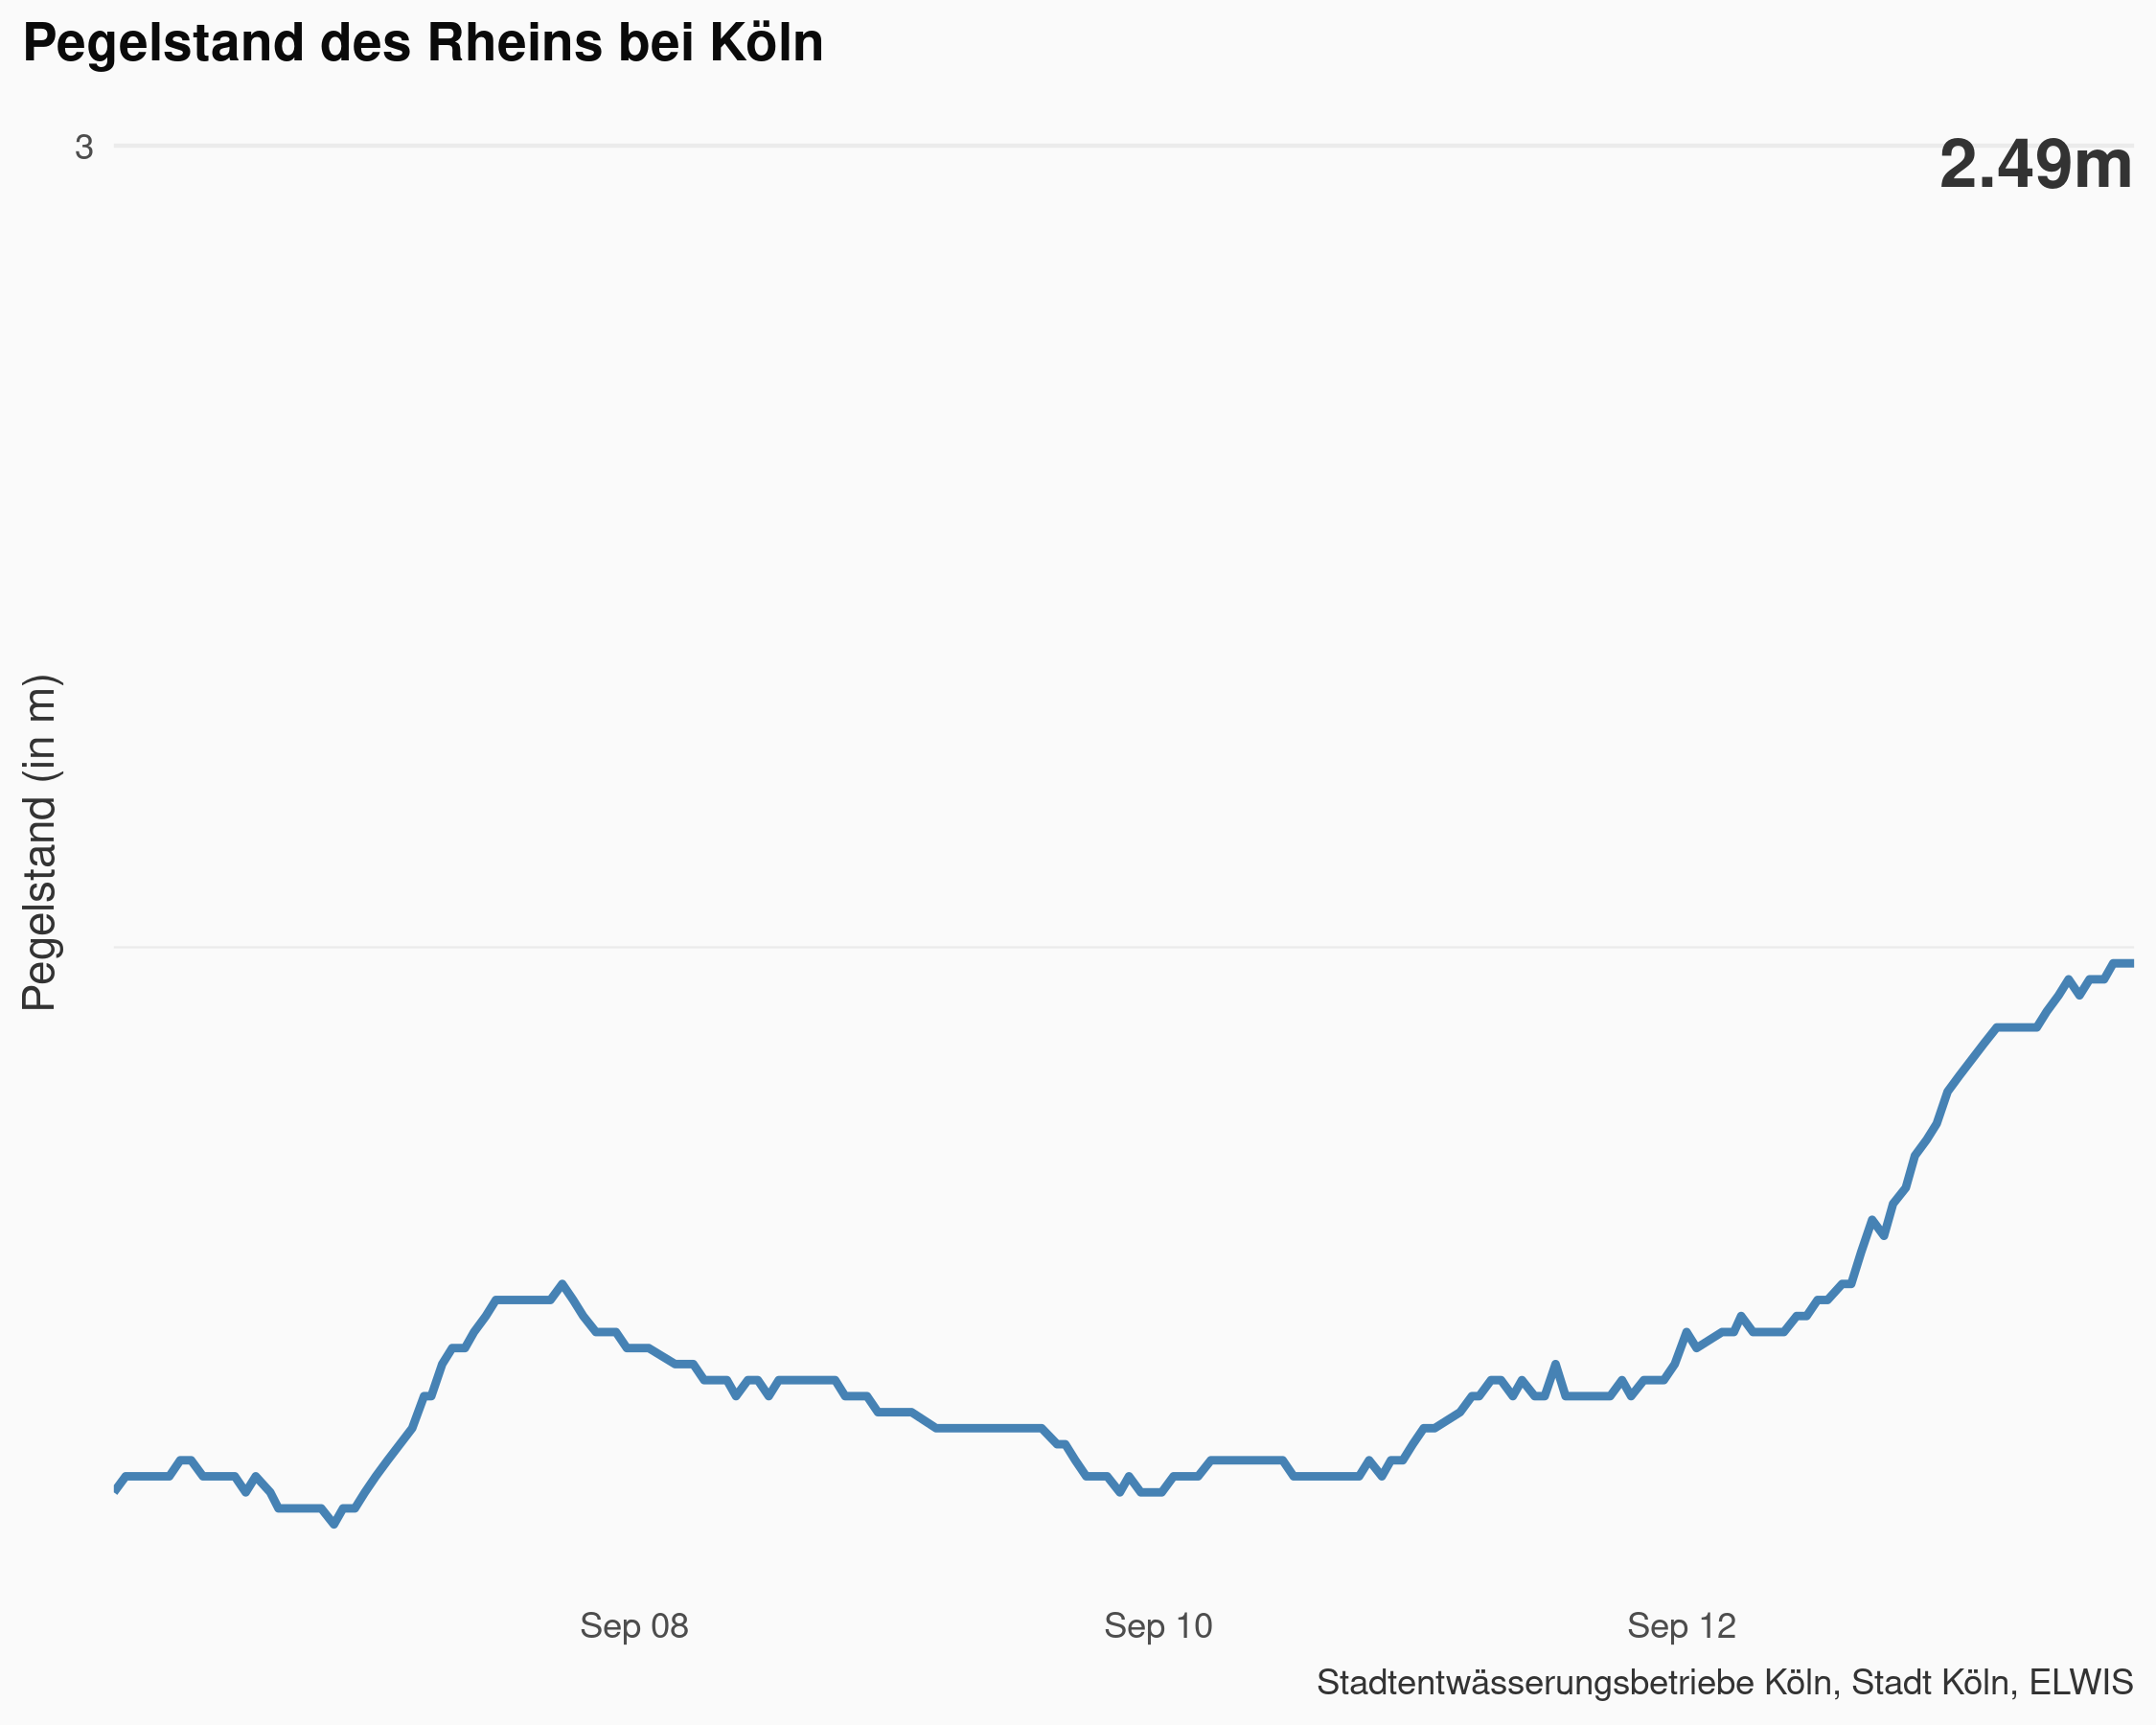 Pegelstand des Rheins bei Köln
3
2.49m
Pegelstand (in m)
Sep 08
Sep 10
Sep 12
Stadtentwässerungsbetriebe Köln, Stadt Köln, ELWIS